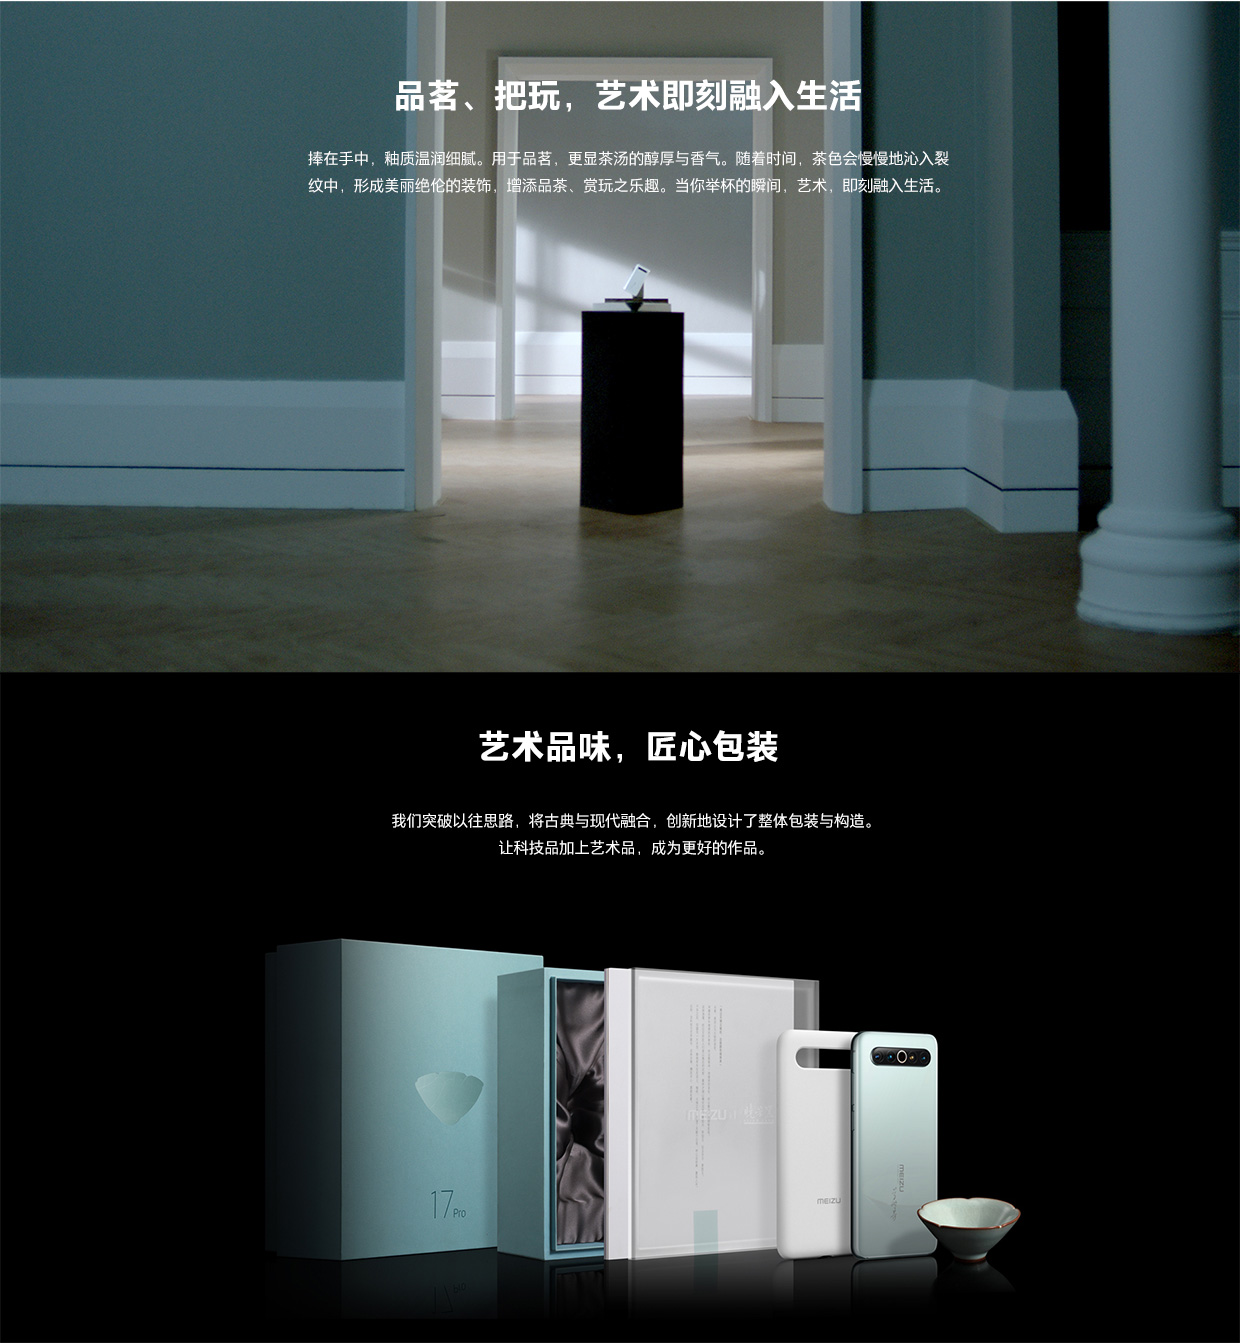 品茗、把玩，艺术即刻融入生活
捧在手中，釉质温润细腻。用于品茗，更显茶汤的醇厚与香气。随着时间，茶色会慢慢地沁入裂
纹中，形成美丽绝伦的装饰，增添品茶、赏玩之乐趣。当你举杯的瞬间，艺术，即刻融入生活。
艺术品味，匠心包装
我们突破以往思路，将古典与现代融合，创新地设计了整体包装与构造。
让科技品加上艺术品，成为更好的作品。
17 Pro
MEIZU
MEIZU
MEIZU